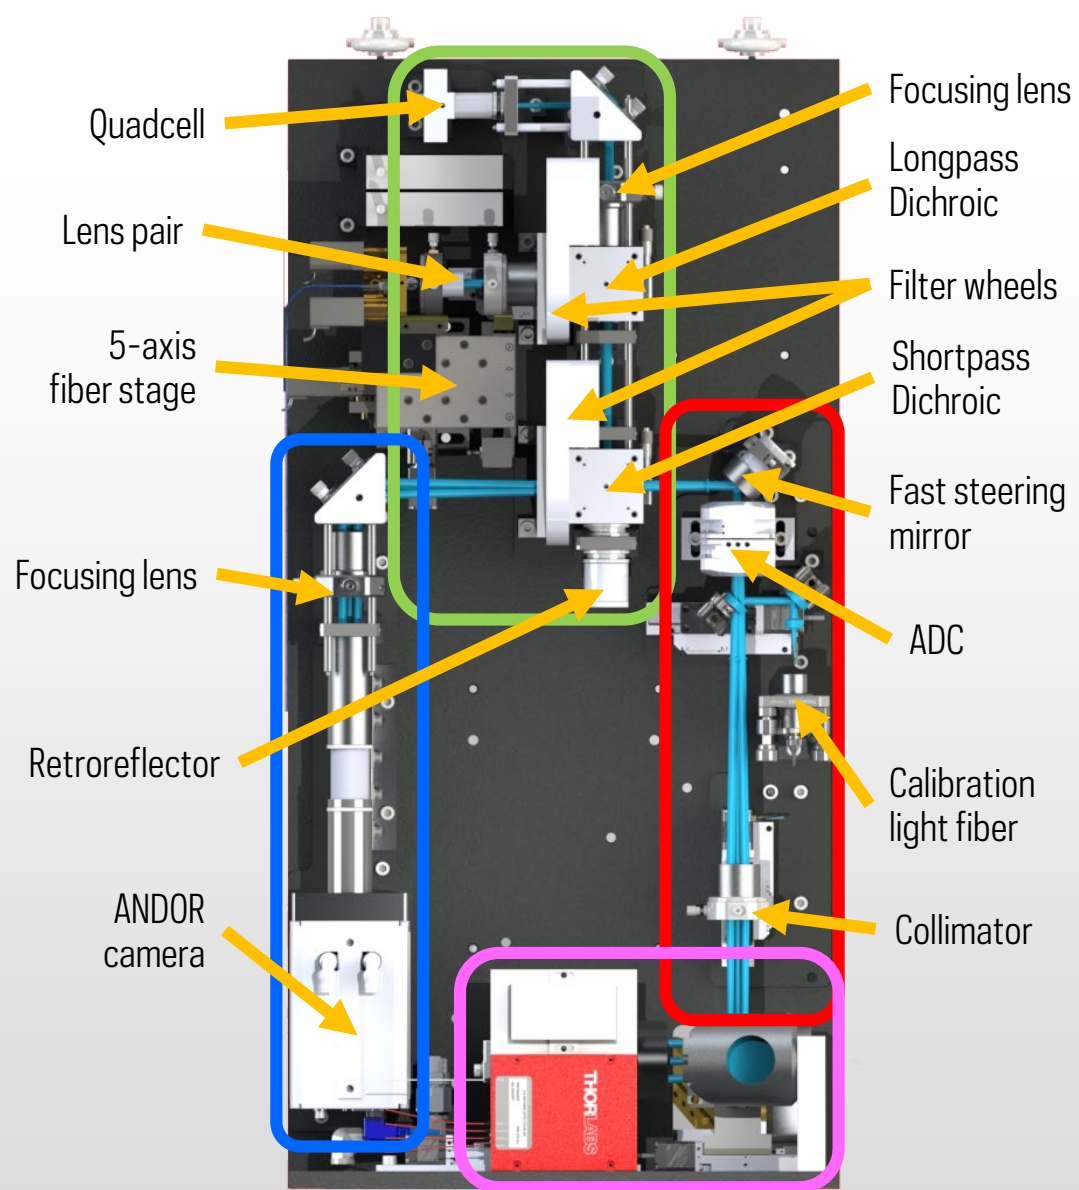 Quadcell
Lens pair
5-axis
fiber stage
Focusing lens
Retroreflector
ANDOR
camera
Focusing lens
Longpass
Dichroic
Filter wheels
Shortpass
Dichroic
Fast steering
mirror
ADC
Calibration
light fiber
Collimator
THORLABS